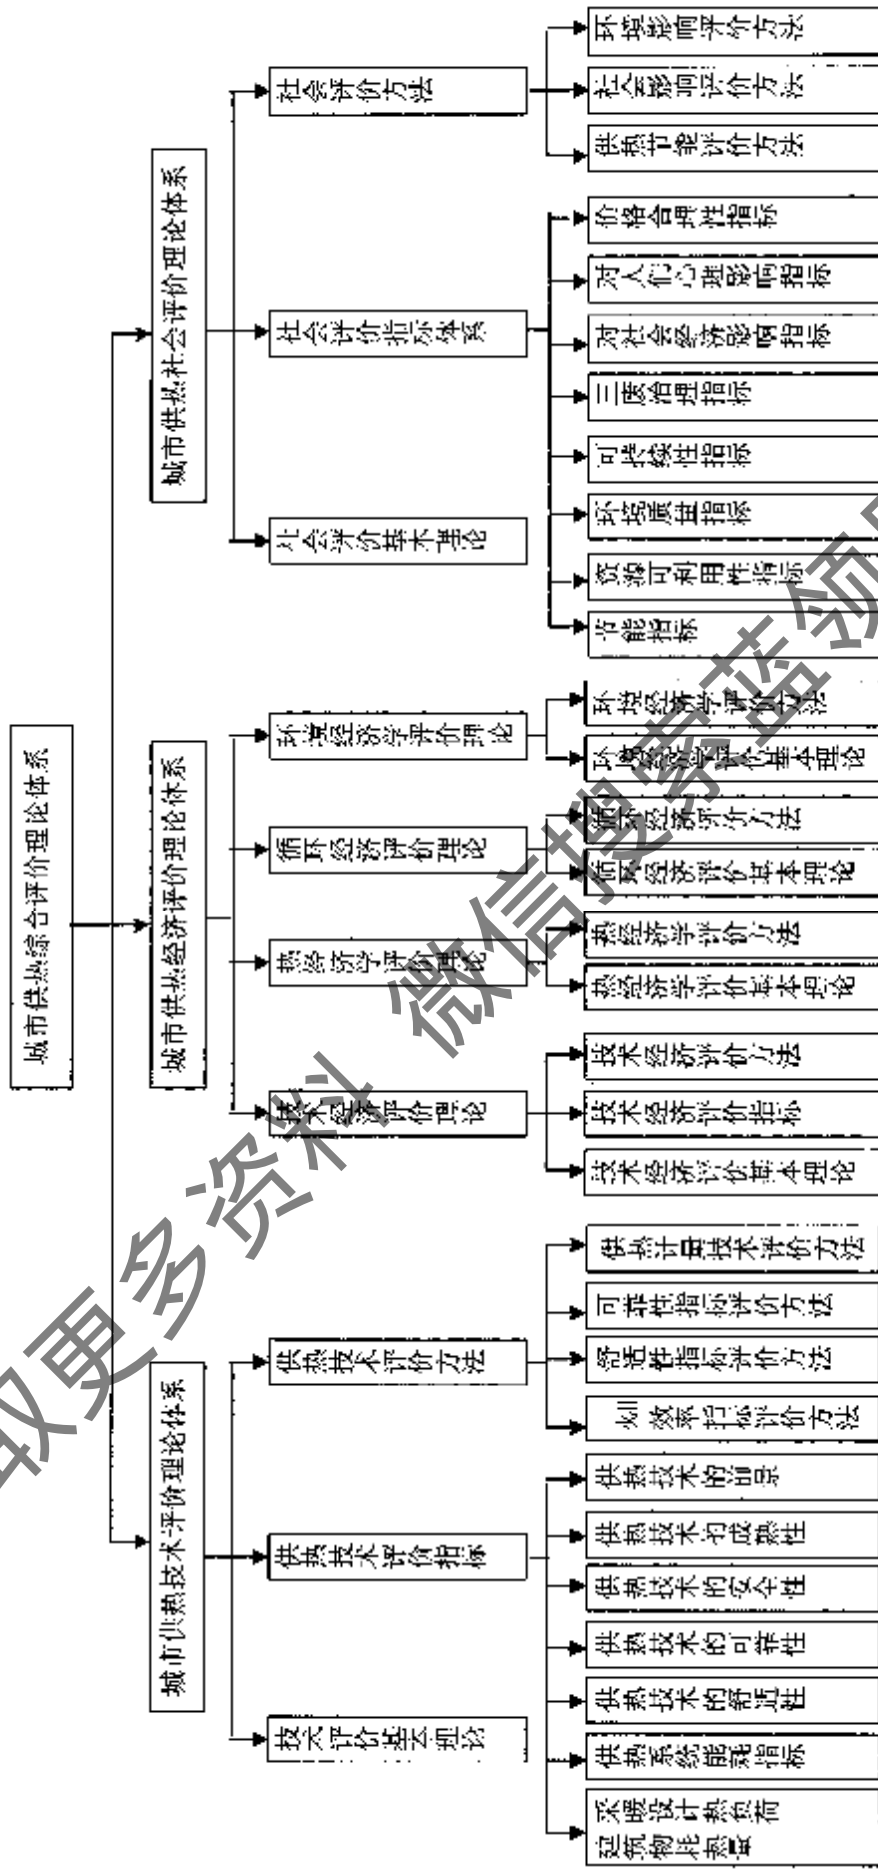 城市供热综合评价理论体系
城市供热技术评价理论体系
城市供热经济评价理论体系
城市供热社会评价理论体系
技术评价基本理论
供热技术评价指标
供热技术评价方法
技术经济评价理论
热经济学评价理论
循环经济评价理论
环境经济学评价理论
社会评价基本理论
社会评价指标体系
社会评价方法
采暖设计热负荷
建筑物耗热量
供热系统能耗指标
供热技术的舒适性
供热技术的可靠性
供热技术的安全性
供热技术的成熟性
供热技术的
效率指标评价方法
舒适性指标评价方法
可靠性指标评价方法
供热计量技术评价方法
技术经济评价基本理论
技术经济评价指标
技术经济评价方法
热经济学评价基本理论
热经济学评价方法
循环经济评价基本理论
循环经济评价方法
环境经济学评价基本理论
环境经济学评价方法
节能指标
资源可利用性指标
环境质量指标
可持续性指标
三废治理指标
对社会经济影响指标
对人们心理影响指标
价格合理性指标
供热节能评价方法
社会影响评价方法
环境影响评价方法
取更多资料 微信搜索蓝领